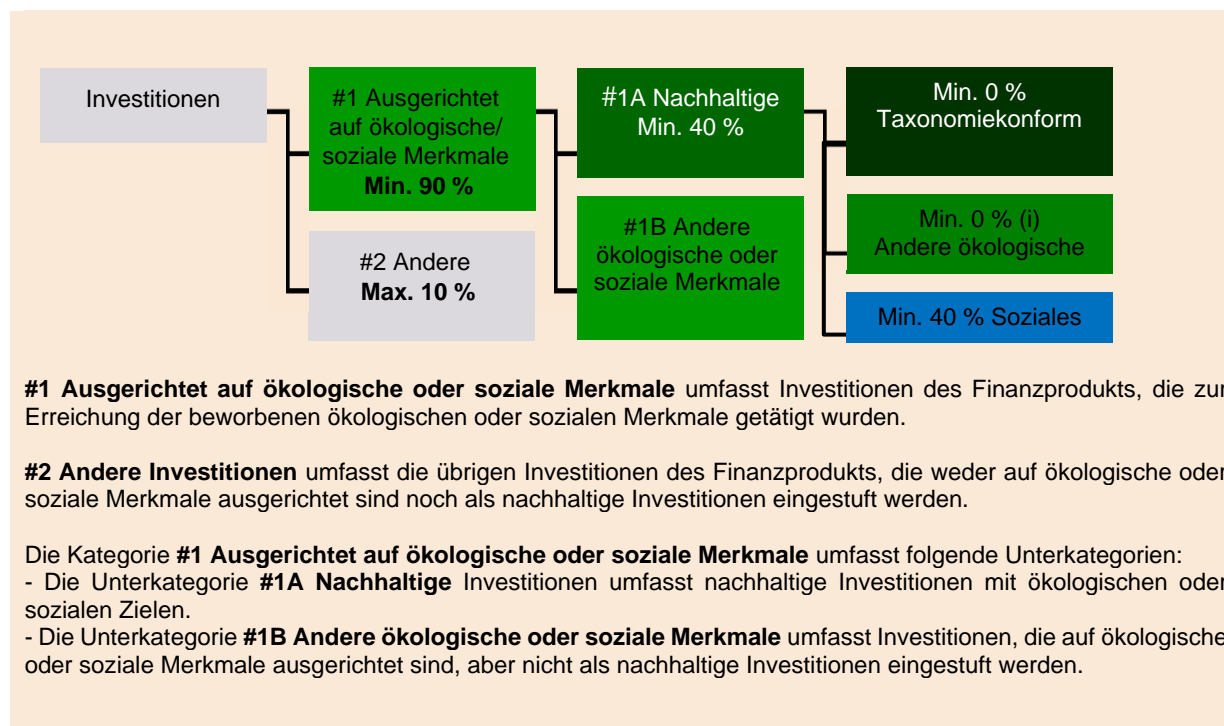 Investitionen
#1 Ausgerichtet
auf ökologische/
soziale Merkmale
Min. 90 %
#2 Andere
Max. 10 %
#1A Nachhaltige
Min. 40 %
#1B Andere
ökologische oder
soziale Merkmale
Min. 0 %
Taxonomiekonform
Min. 0 % (i)
Andere ökologische
Min. 40 % Soziales
#1 Ausgerichtet auf ökologische oder soziale Merkmale umfasst Investitionen des Finanzprodukts, die zur
Erreichung der beworbenen ökologischen oder sozialen Merkmale getätigt wurden.
#2 Andere Investitionen umfasst die übrigen Investitionen des Finanzprodukts, die weder auf ökologische oder
soziale Merkmale ausgerichtet sind noch als nachhaltige Investitionen eingestuft werden.
Die Kategorie #1 Ausgerichtet auf ökologische oder soziale Merkmale umfasst folgende Unterkategorien:
- Die Unterkategorie #1A Nachhaltige Investitionen umfasst nachhaltige Investitionen mit ökologischen oder
sozialen Zielen.
- Die Unterkategorie #1B Andere ökologische oder soziale Merkmale umfasst Investitionen, die auf ökologische
oder soziale Merkmale ausgerichtet sind, aber nicht als nachhaltige Investitionen eingestuft werden.